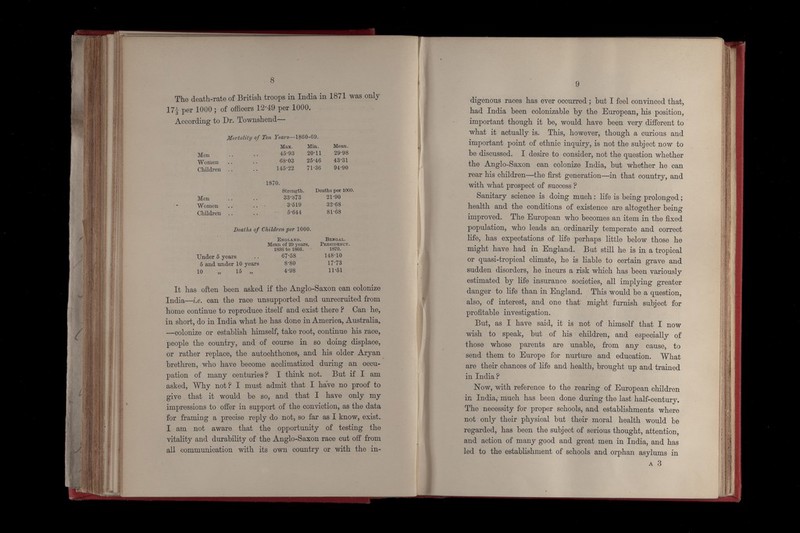 8
The death-rate of British troops in India in 1871 was only
17½ per 1000; of officers 12·49 per 1000.
According to Dr. Townshend—
Mortality of Ten Years—1860-69.
Max. Min. Mean.
Men .. .. 45·93 20·11 29·98
Women .. .. 68·03 25·46 43·31
Children .. .. 145·22 71·36 94·90
1870.
Strength. Deaths per 1000.
Men .. .. 33·873 21·96
Women .. .. 3·519 32·68
Children .. .. 5·644 81·68
Deaths of Children per 1000.
ENGLAND. BENGAL.
Mean of 29 years, PRESIDENCY.
1838 to 1866. 1870.
Under 5 years .. 67·58 148·10
5 and under 10 years 8·80 17·73
10 „ 15 „ 4·98 11·51
It has often been asked if the Anglo-Saxon can colonize
India—i.e. can the race unsupported and unrecruited from
home continue to reproduce itself and exist there? Can he,
in short, do in India what he has done in America, Australia,
—colonize or establish himself, take root, continue his race,
people the country, and of course in so doing displace,
or rather replace, the autochthones, and his older Aryan
brethren, who have become acclimatized during an occu-
pation of many centuries? I think not. But if I am
asked, Why not? I must admit that I have no proof to
give that it would be so, and that I have only my
impressions to offer in support of the conviction, as the data
for framing a precise reply do not, so far as I know, exist.
I am not aware that the opportunity of testing the
vitality and durability of the Anglo-Saxon race cut off from
all communication with its own country or with the in-
9
digenous races has ever occurred; but I feel convinced that,
had India been colonizable by the European, his position,
important though it be, would have been very different to
what it actually is. This, however, though a curious and
important point of ethnic inquiry, is not the subject now to
be discussed. I desire to consider, not the question whether
the Anglo-Saxon can colonize India, but whether he can
rear his children—the first generation—in that country, and
with what prospect of success?
Sanitary science is doing much: life is being prolonged;
health and the conditions of existence are altogether being
improved. The European who becomes an item in the fixed
population, who leads an ordinarily temperate and correct
life, has expectations of life perhaps little below those he
might have had in England. But still he is in a tropical
or quasi-tropical climate, he is liable to certain grave and
sudden disorders, he incurs a risk which has been variously
estimated by life insurance societies, all implying greater
danger to life than in England. This would be a question,
also, of interest, and one that might furnish subject for
profitable investigation.
But, as I have said, it is not of himself that I now
wish to speak, but of his children, and especially of
those whose parents are unable, from any cause, to
send them to Europe for nurture and education. What
are their chances of life and health, brought up and trained
in India?
Now, with reference to the rearing of European children
in India, much has been done during the last half-century.
The necessity for proper schools, and establishments where
not only their physical but their moral health would be
regarded, has been the subject of serious thought, attention,
and action of many good and great men in India, and has
led to the establishment of schools and orphan asylums in
A 3